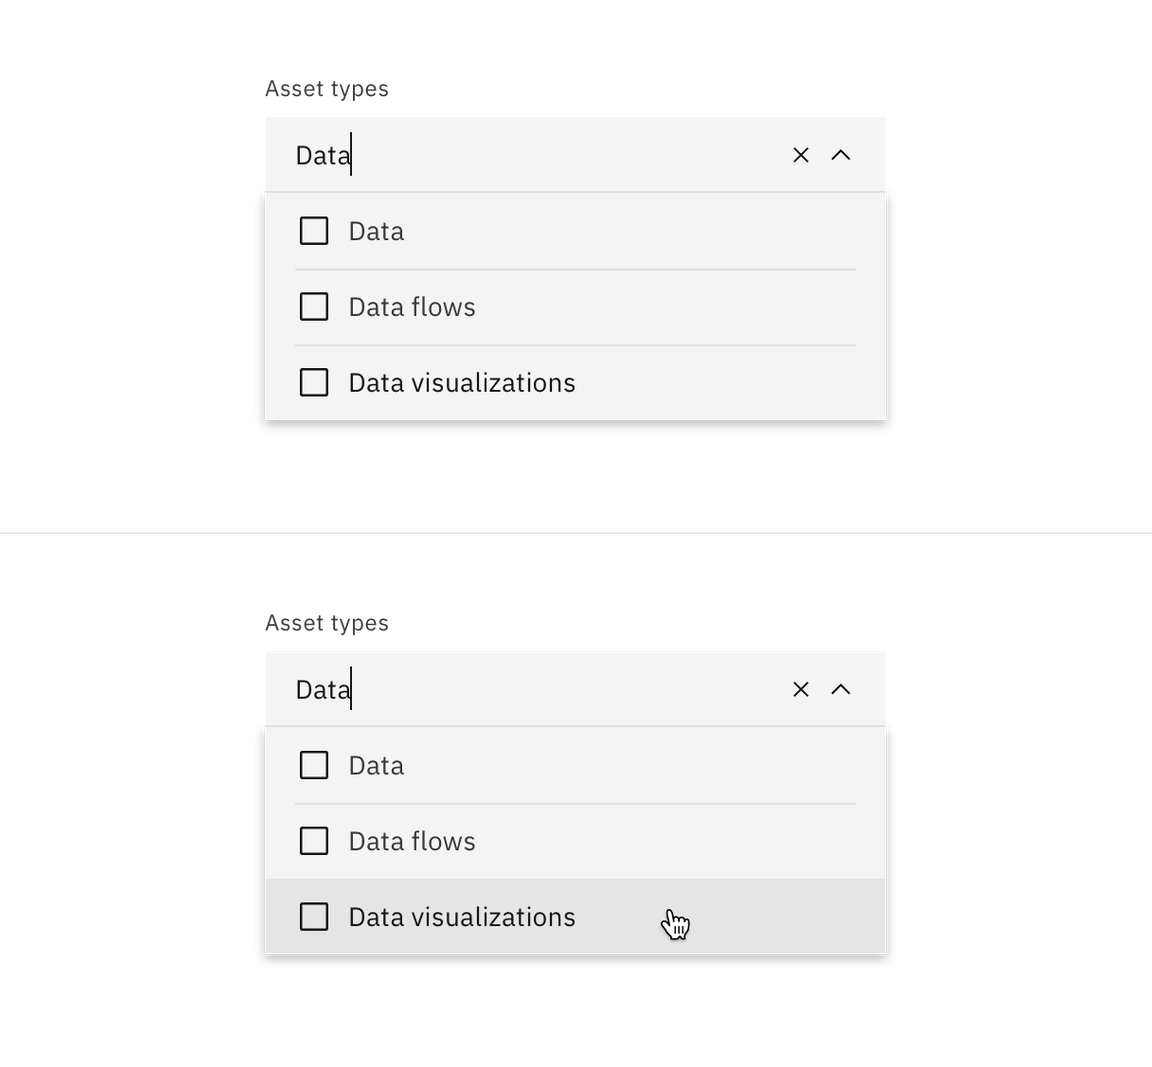 Asset types
Data
Data
Data flows
Data visualizations
Asset types
Data
Data
Data flows
Data visualizations